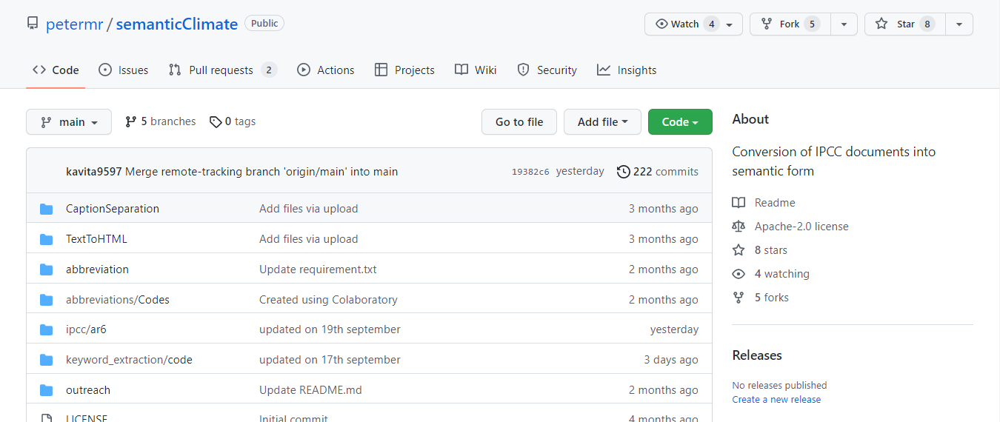 petermr / semanticClimate Public
Watch 4
Fork 5
Star 8
Code
Issues
Pull requests 2
Actions
Projects
Wiki
Security
Insights
main
5 branches
0 tags
Go to file
Add file
Code
kavita9597 Merge remote-tracking branch 'origin/main' into main 19382c6 yesterday 222 commits
CaptionSeparation Add files via upload 3 months ago
TextToHTML Add files via upload 3 months ago
abbreviation Update requirement.txt 2 months ago
abbreviations/Codes Created using Colaboratory 2 months ago
ipcc/ar6 updated on 19th september yesterday
keyword_extraction/code updated on 17th september 3 days ago
outreach Update README.md 2 months ago
LICENSE Initial commit 4 months ago
About
Conversion of IPCC documents into
semantic form
Readme
Apache-2.0 license
8 stars
4 watching
5 forks
Releases
No releases published
Create a new release